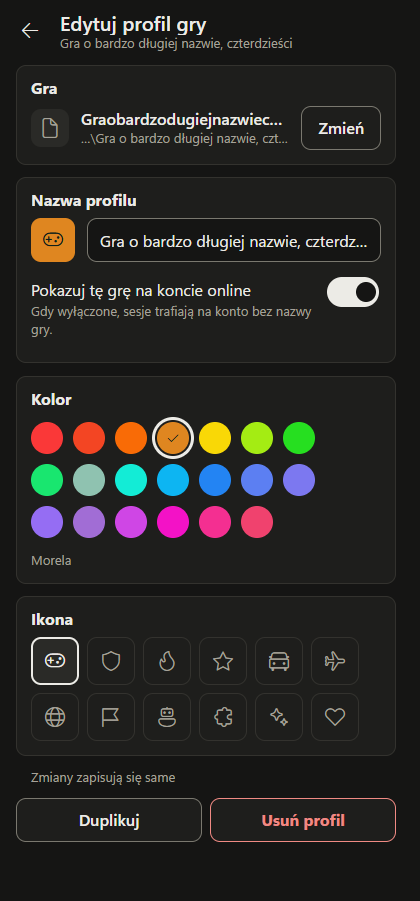 Edytuj profil gry
Gra o bardzo długiej nazwie, czterdzieści
Gra
Graobardzodugiejnazwiec...
...\Gra o bardzo długiej nazwie, czt...
Zmień
Nazwa profilu
Gra o bardzo długiej nazwie, czterdz...
Pokazuj tę grę na koncie online
Gdy wyłączone, sesje trafiają na konto bez nazwy
gry.
Kolor
Morela
Ikona
Zmiany zapisują się same
Duplikuj
Usuń profil